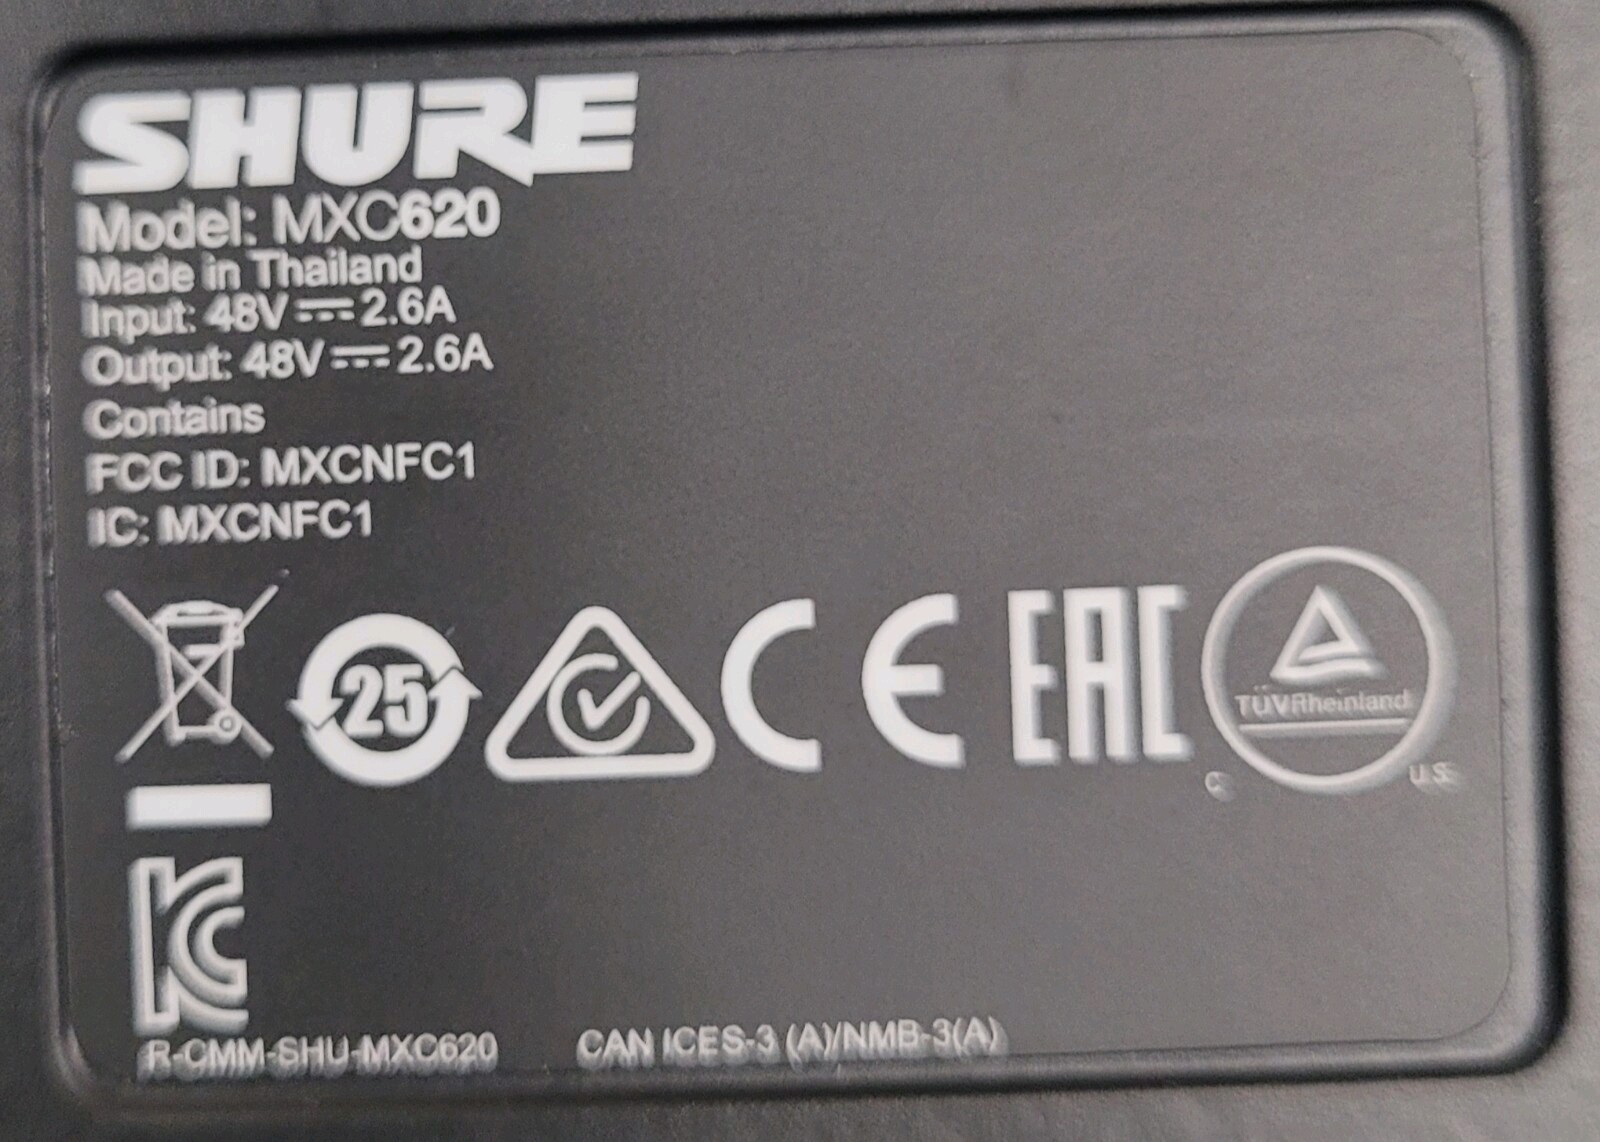 SHURE
Model: MXC620
Made in Thailand
Input: 48V ⎓ 2.6A
Output: 48V ⎓ 2.6A
Contains
FCC ID: MXCNFC1
IC: MXCNFC1
25
CE
EAC
TÜVRheinland
C US
KC
R-CMM-SHU-MXC620
CAN ICES-3 (A)/NMB-3(A)